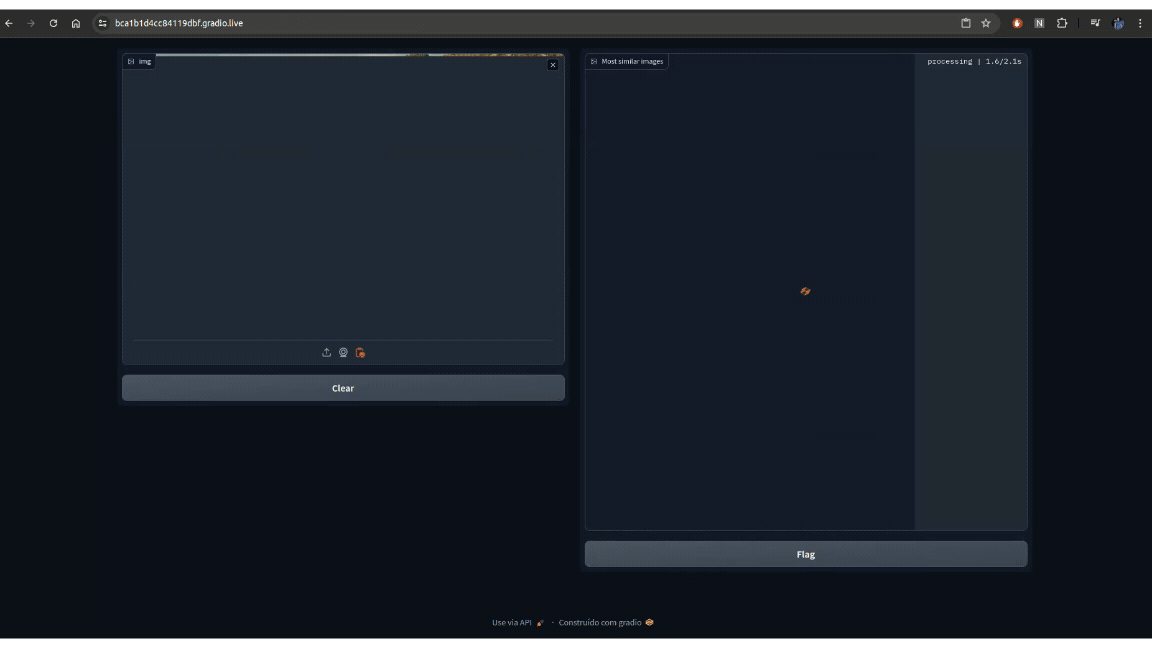 bca1b1d4cc84119dbf.gradio.live
img
Most similar images
processing | 1.6/2.1s
Clear
Flag
Use via API · Construído com gradio